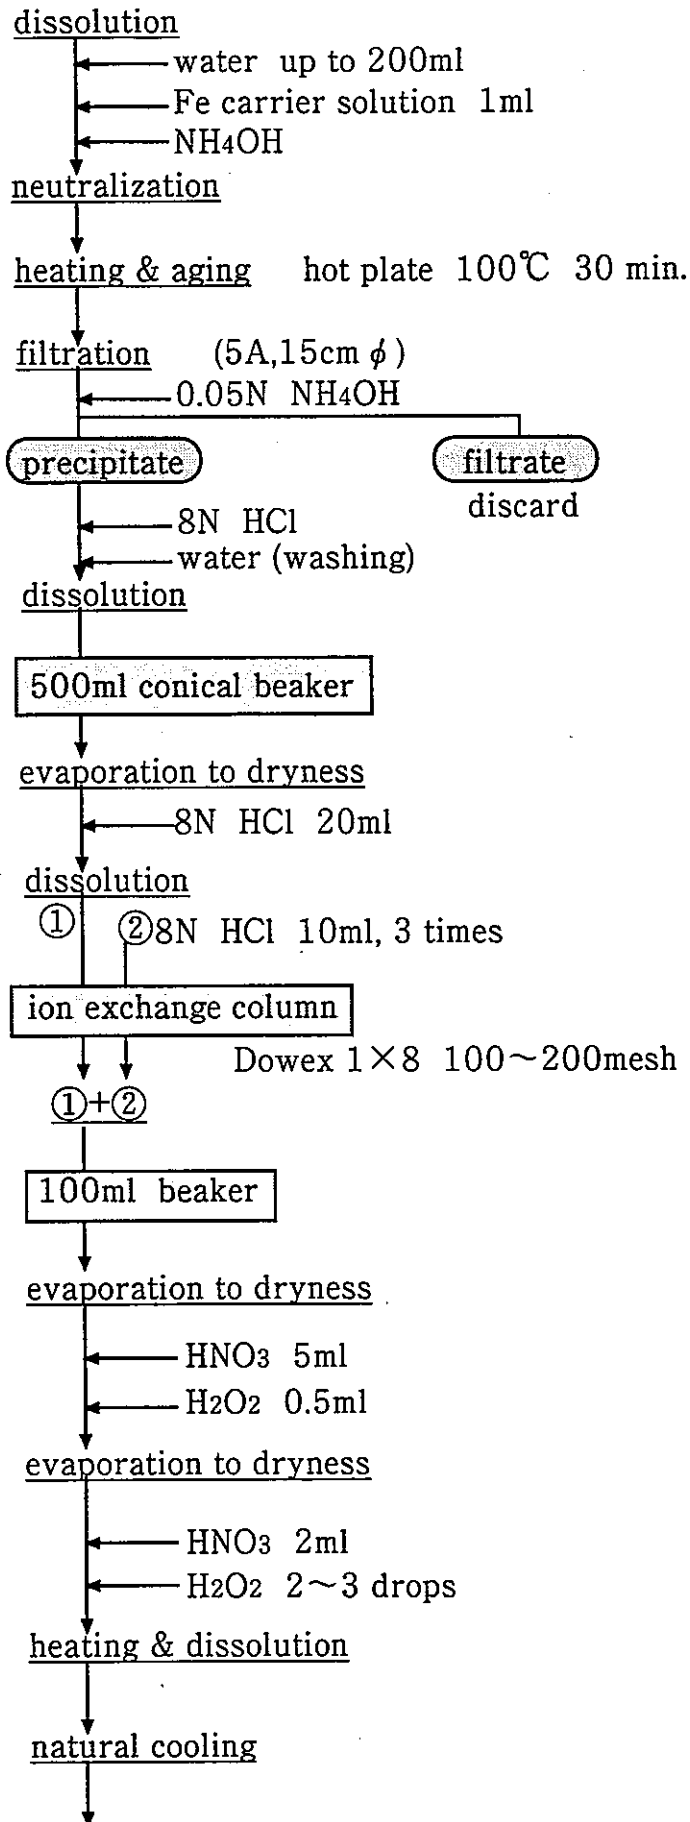 dissolution
water up to 200ml
Fe carrier solution 1ml
NH4OH
neutralization
heating & aging hot plate 100℃ 30 min.
filtration (5A,15cm φ)
0.05N NH4OH
precipitate filtrate
discard
8N HCl
water (washing)
dissolution
500ml conical beaker
evaporation to dryness
8N HCl 20ml
dissolution
① ②8N HCl 10ml, 3 times
ion exchange column
Dowex 1×8 100~200mesh
①+②
100ml beaker
evaporation to dryness
HNO3 5ml
H2O2 0.5ml
evaporation to dryness
HNO3 2ml
H2O2 2~3 drops
heating & dissolution
natural cooling